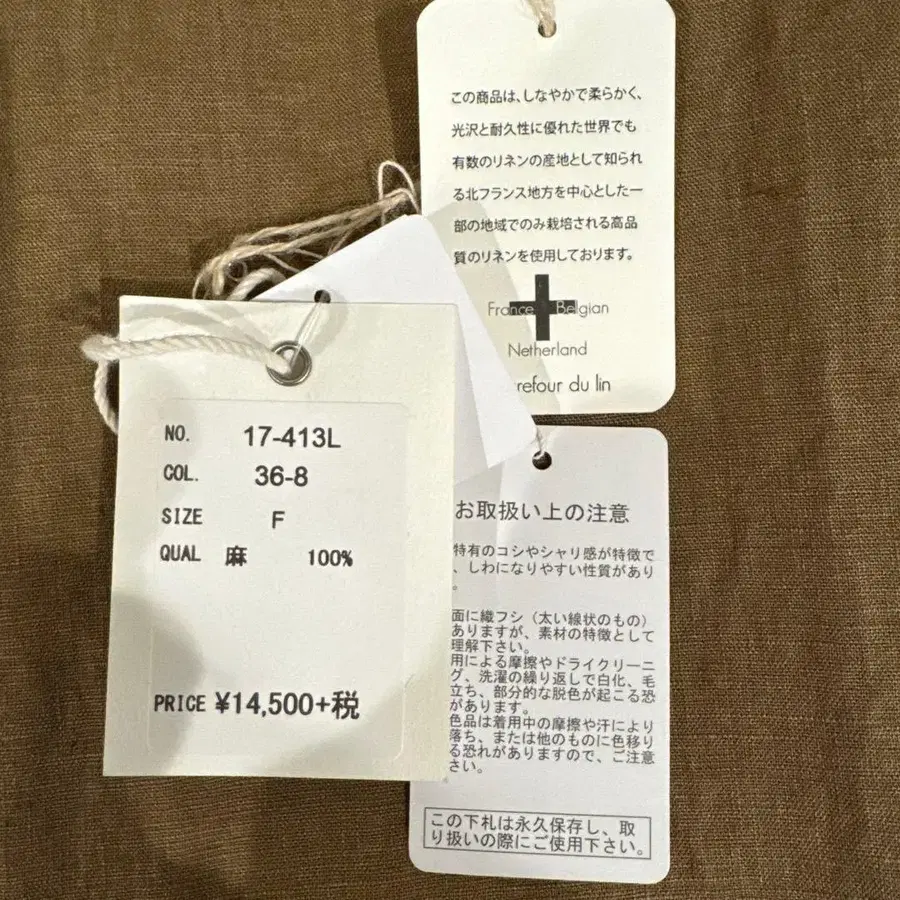 この商品は、しなやかで柔らかく、
光沢と耐久性に優れた世界でも
有数のリネンの産地として知られ
る北フランス地方を中心とした一
部の地域でのみ栽培される高品
質のリネンを使用しております。
France Belgian
Netherland
refour du lin
NO. 17-413L
COL. 36-8
SIZE F
QUAL 麻 100%
PRICE ¥14,500+税
お取扱い上の注意
特有のコシやシャリ感が特徴で
、しわになりやすい性質があり
。
面に織フシ（太い線状のもの）
ありますが、素材の特徴として
理解下さい。
用による摩擦やドライクリーニ
グ、洗濯の繰り返しで白化、毛
立ち、部分的な脱色が起こる恐
があります。
色品は着用中の摩擦や汗により
落ち、または他のものに色移り
る恐れがありますので、ご注意
さい。
この下札は永久保存し、取
り扱いの際にご使用下さい。